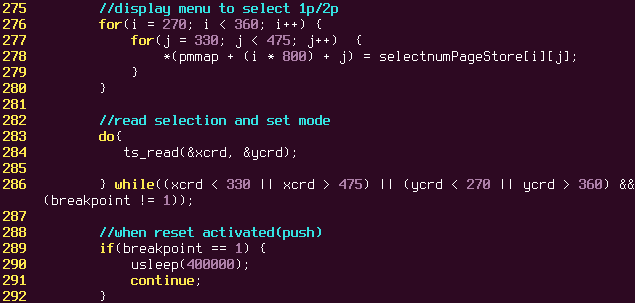 275 //display menu to select 1p/2p
276 for(i = 270; i < 360; i++) {
277 for(j = 330; j < 475; j++) {
278 *(pmmap + (i * 800) + j) = selectnumPageStore[i][j];
279 }
280 }
281
282 //read selection and set mode
283 do{
284 ts_read(&xcrd, &ycrd);
285
286 } while((xcrd < 330 || xcrd > 475) || (ycrd < 270 || ycrd > 360) &&
(breakpoint != 1));
287
288 //when reset activated(push)
289 if(breakpoint == 1) {
290 usleep(400000);
291 continue;
292 }